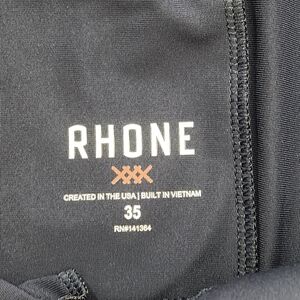 RHONE
CREATED IN THE USA | BUILT IN VIETNAM
35
RN#141364